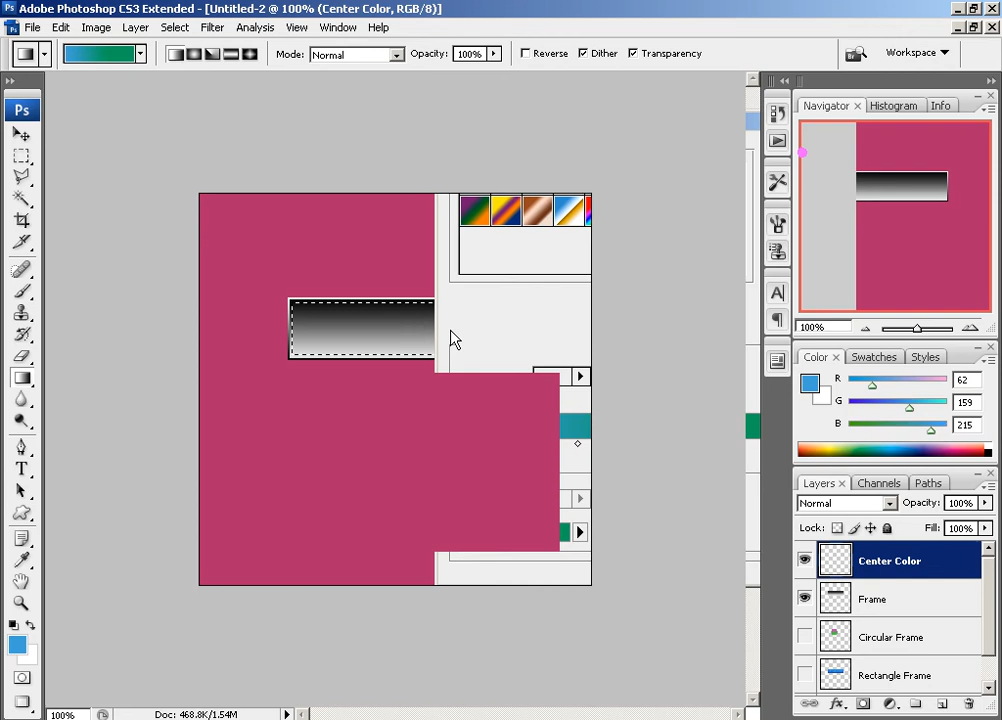 Adobe Photoshop CS3 Extended - [Untitled-2 @ 100% (Center Color, RGB/8)]
File Edit Image Layer Select Filter Analysis View Window Help
Mode: Normal Opacity: 100% Reverse Dither Transparency Workspace
Ps
Navigator Histogram Info
100%
Color Swatches Styles
R 62
G 159
B 215
Layers Channels Paths
Normal Opacity: 100%
Lock: Fill: 100%
Center Color
Frame
Circular Frame
Rectangle Frame
100% Doc: 468.8K/1.54M